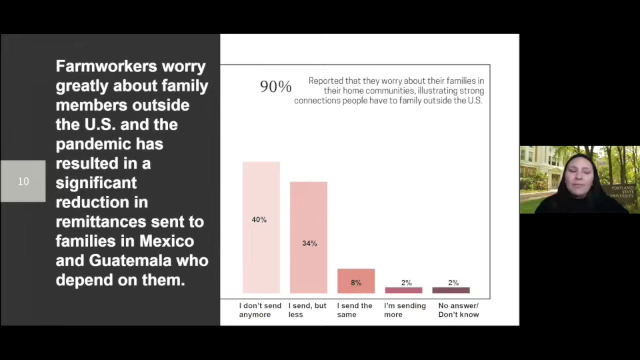 Farmworkers worry
greatly about family
members outside
the U.S. and the
pandemic has
resulted in a
significant
reduction in
remittances sent to
families in Mexico
and Guatemala who
depend on them.
10
90%
Reported that they worry about their families in
their home communities, illustrating strong
connections people have to family outside the U.S.
40%
34%
8%
2%
2%
I don't send
anymore
I send, but
less
I send the
same
I'm sending
more
No answer/
Don't know
PORTLAND
STATE